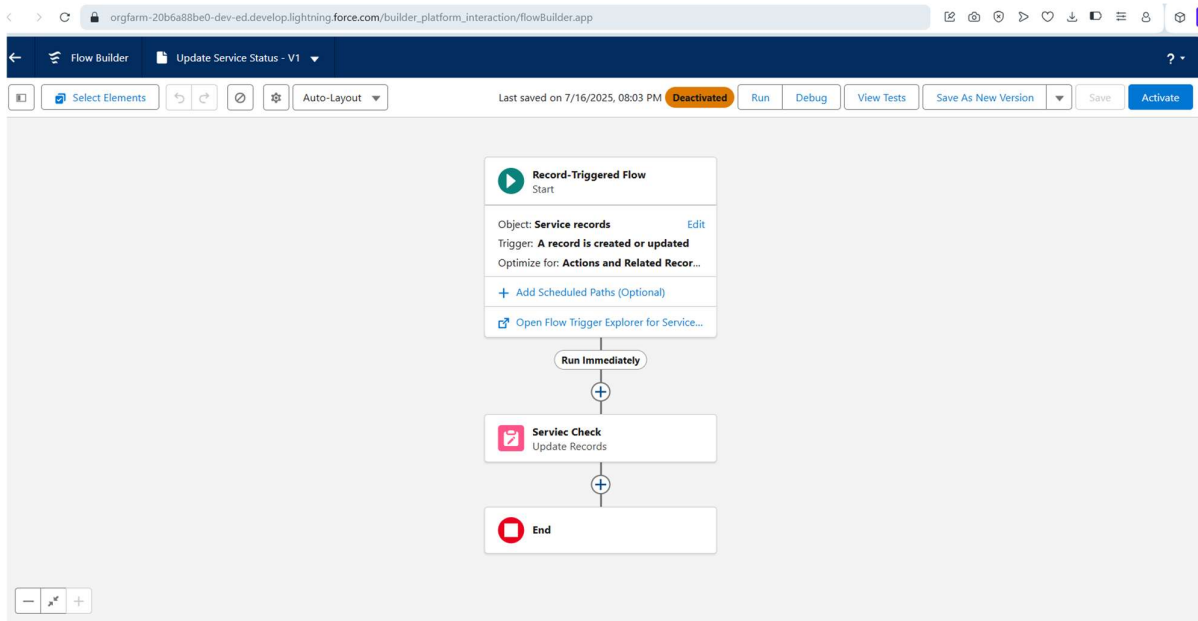 orgfarm-20b6a88be0-dev-ed.develop.lightning.force.com/builder_platform_interaction/flowBuilder.app
Flow Builder Update Service Status - V1 ?
Select Elements Auto-Layout Last saved on 7/16/2025, 08:03 PM Deactivated Run Debug View Tests Save As New Version Save Activate
Record-Triggered Flow
Start
Object: Service records Edit
Trigger: A record is created or updated
Optimize for: Actions and Related Recor...
+ Add Scheduled Paths (Optional)
Open Flow Trigger Explorer for Service...
Run Immediately
Serviec Check
Update Records
End